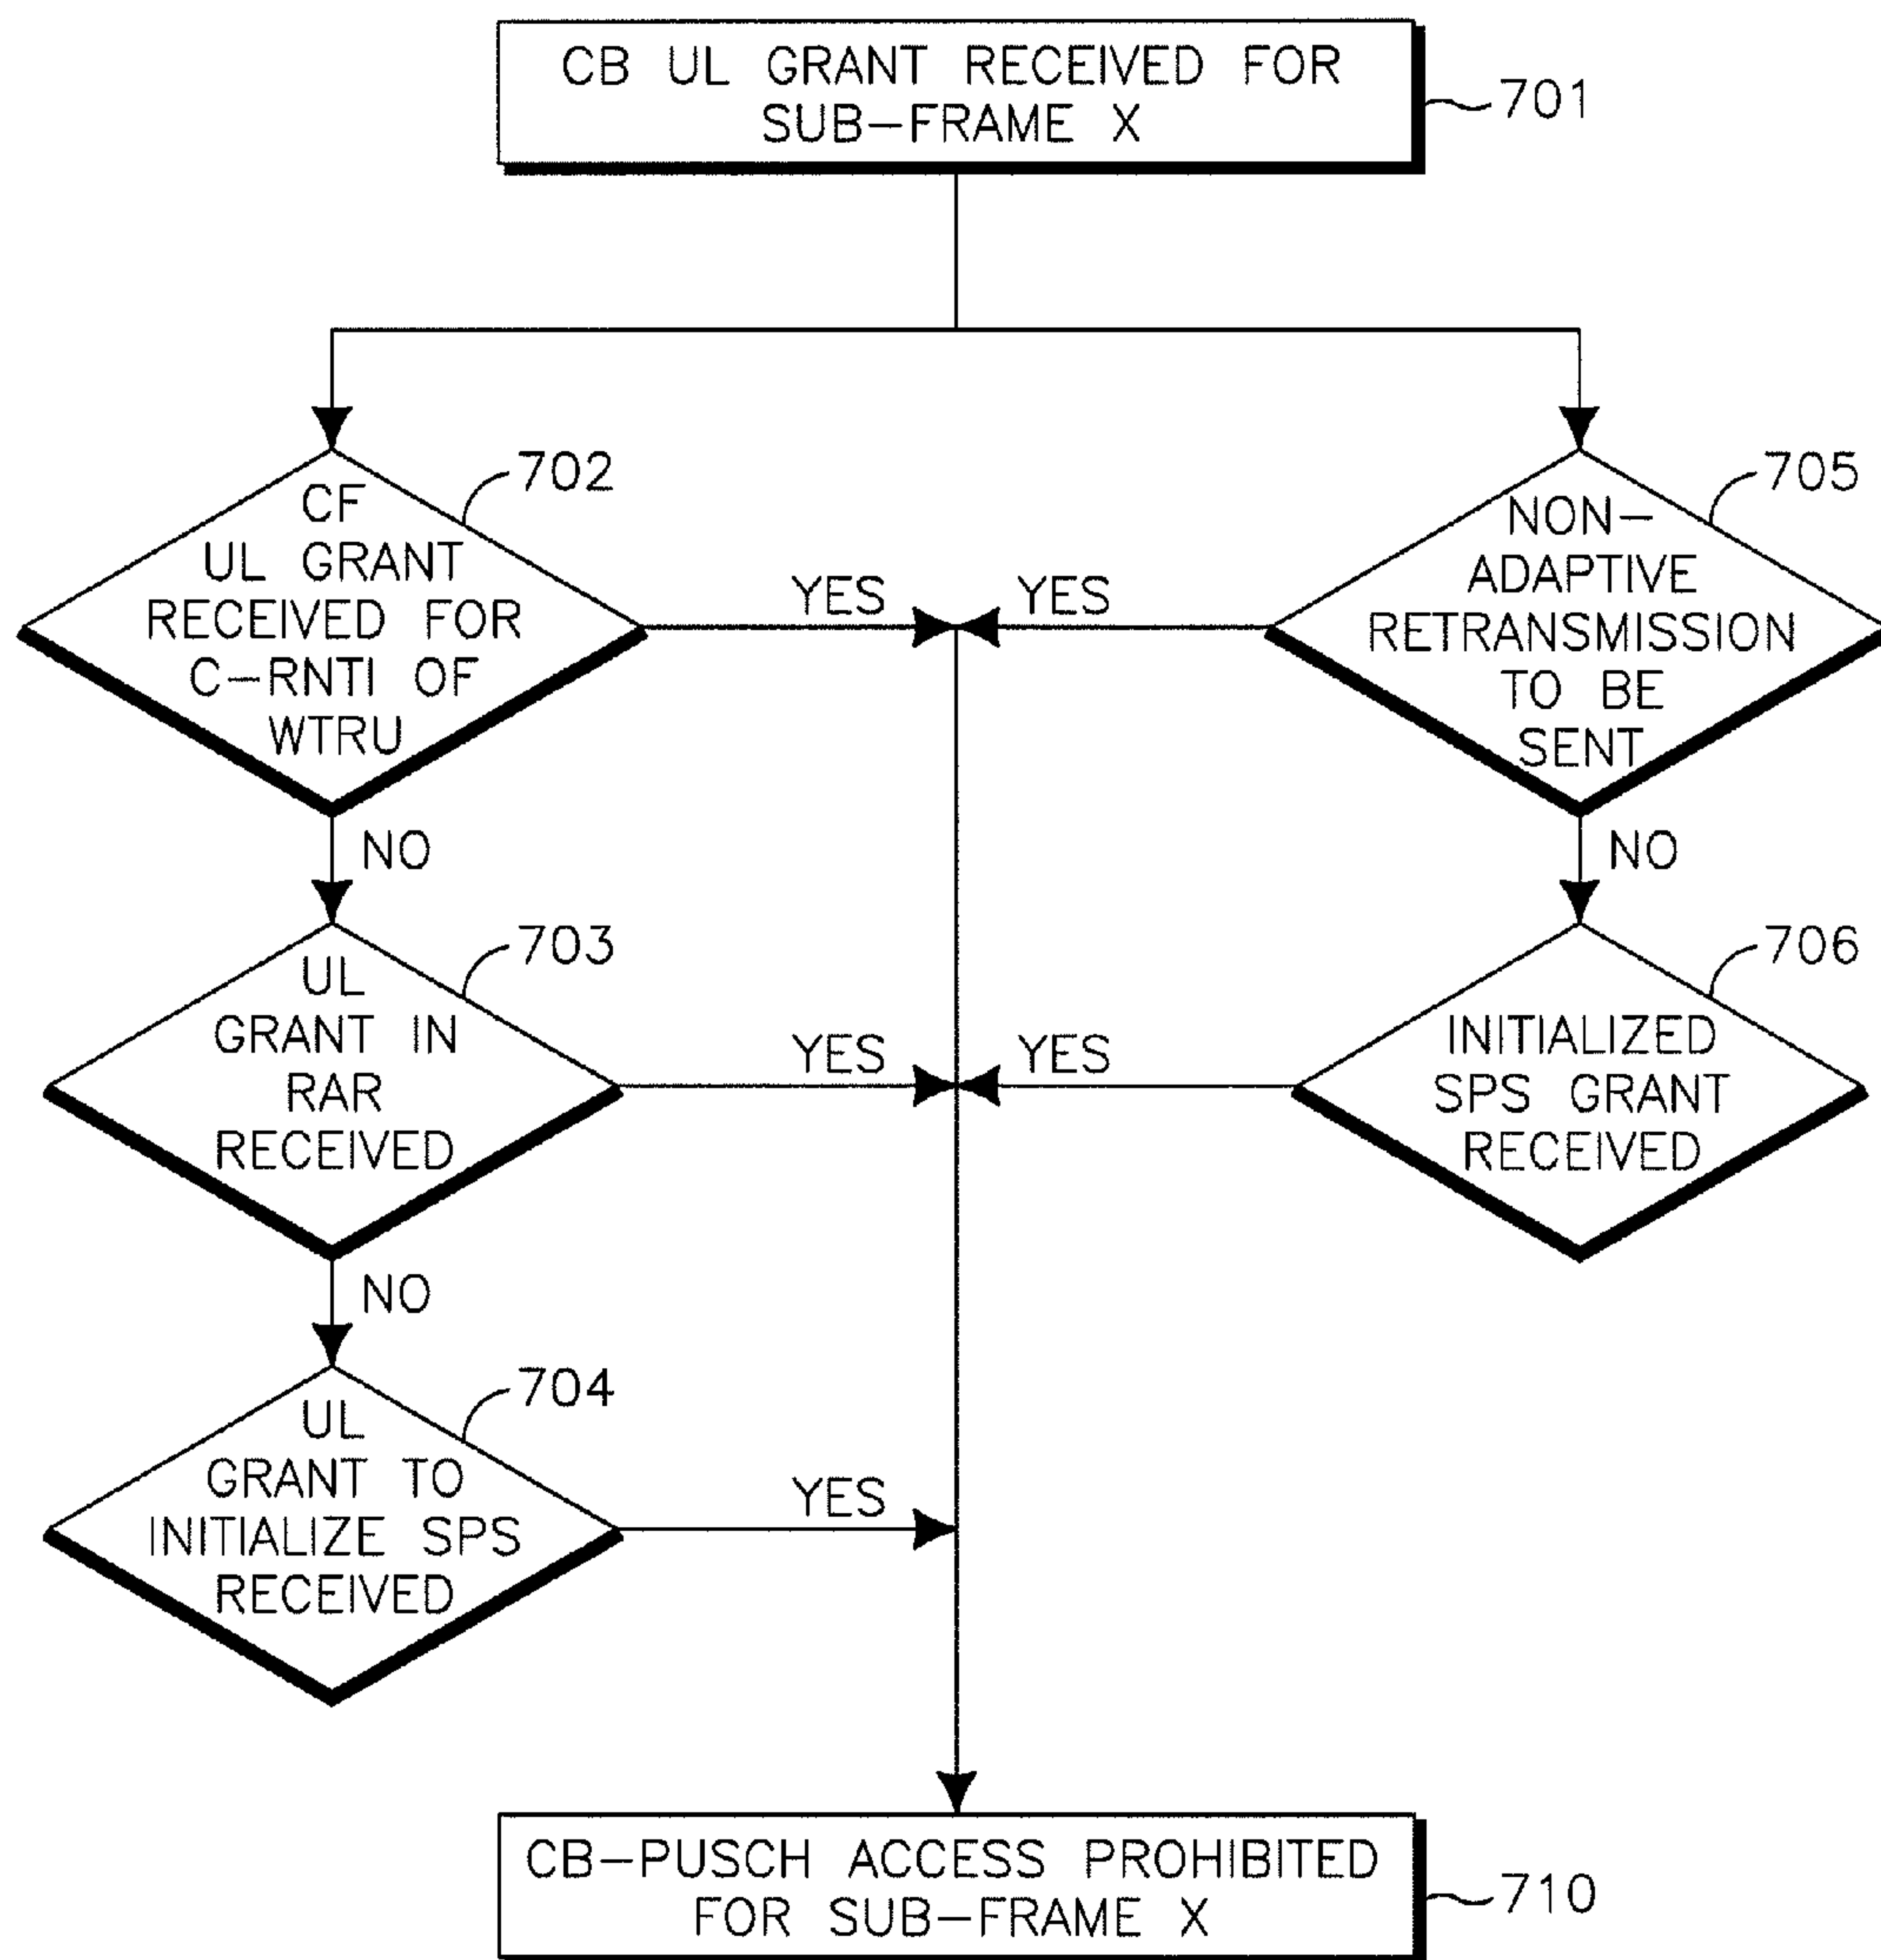 CB UL GRANT RECEIVED FOR
SUB-FRAME X
701
CF
UL GRANT
RECEIVED FOR
C-RNTI OF
WTRU
702
YES
NO
NON-
ADAPTIVE
RETRANSMISSION
TO BE
SENT
705
YES
NO
UL
GRANT IN
RAR
RECEIVED
703
YES
NO
INITIALIZED
SPS GRANT
RECEIVED
706
YES
UL
GRANT TO
INITIALIZE SPS
RECEIVED
704
YES
CB-PUSCH ACCESS PROHIBITED
FOR SUB-FRAME X
710